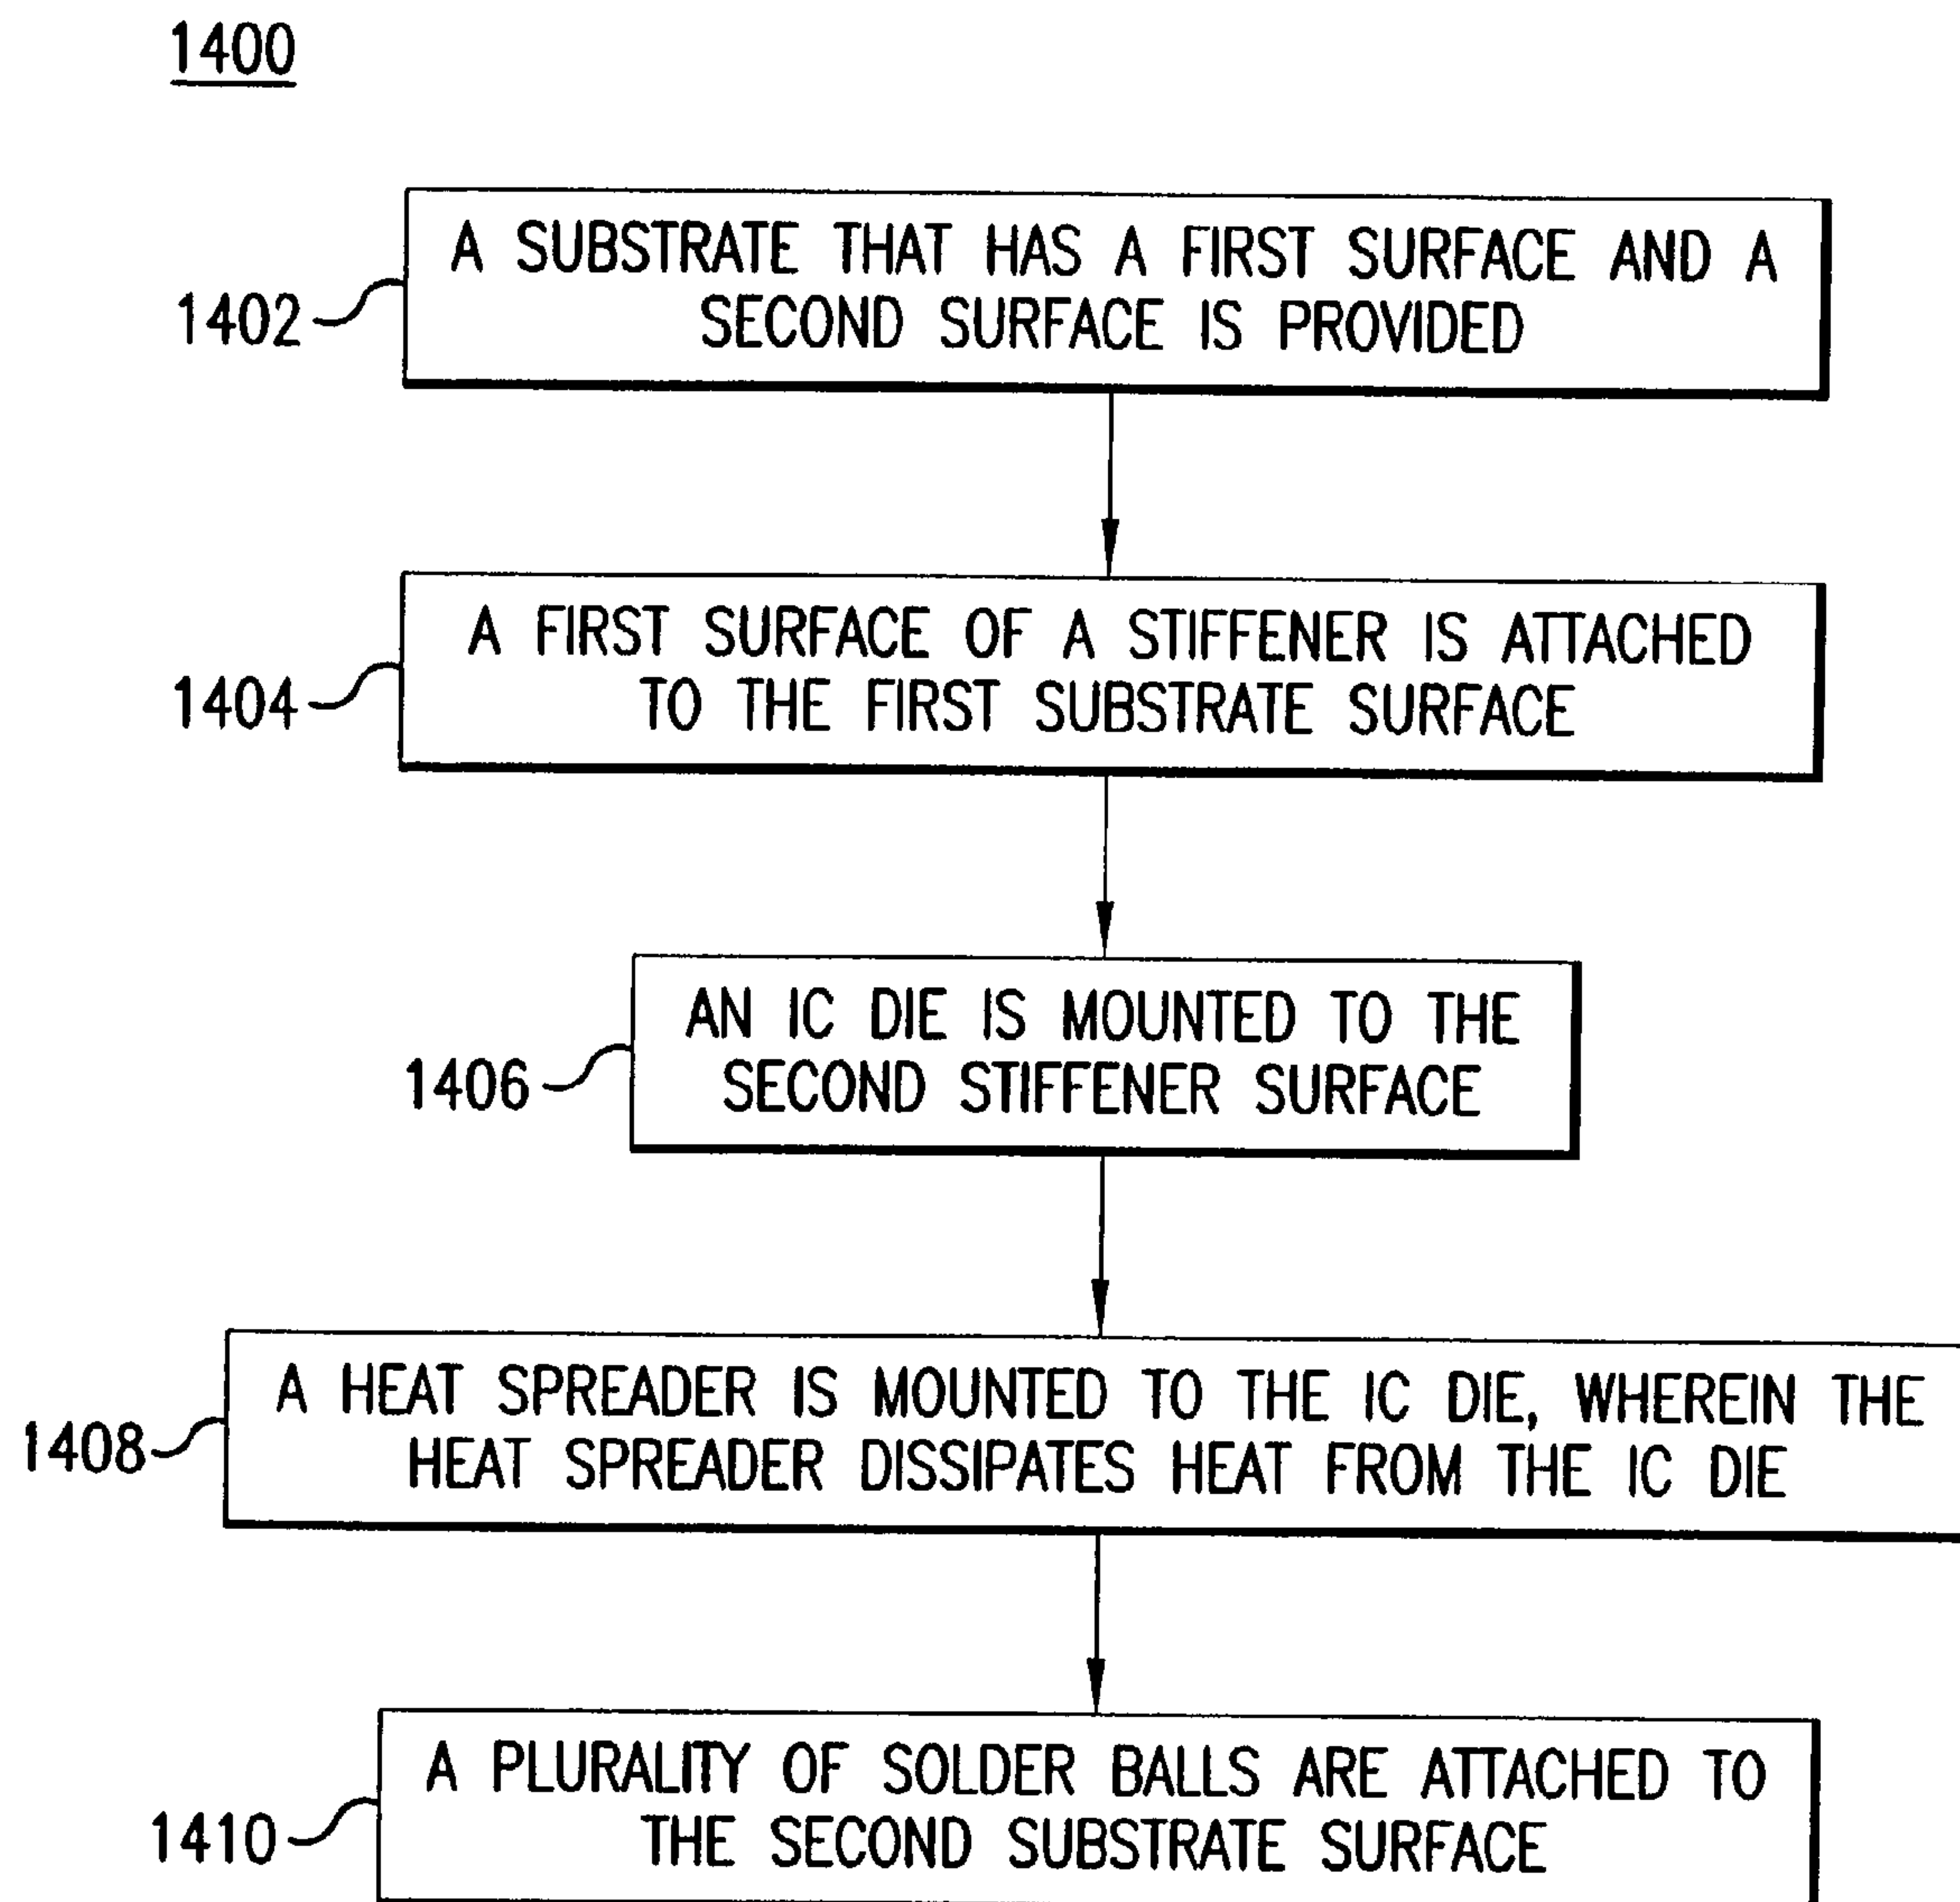 1400
A SUBSTRATE THAT HAS A FIRST SURFACE AND A
SECOND SURFACE IS PROVIDED
1402
A FIRST SURFACE OF A STIFFENER IS ATTACHED
TO THE FIRST SUBSTRATE SURFACE
1404
AN IC DIE IS MOUNTED TO THE
SECOND STIFFENER SURFACE
1406
A HEAT SPREADER IS MOUNTED TO THE IC DIE, WHEREIN THE
HEAT SPREADER DISSIPATES HEAT FROM THE IC DIE
1408
A PLURALITY OF SOLDER BALLS ARE ATTACHED TO
THE SECOND SUBSTRATE SURFACE
1410